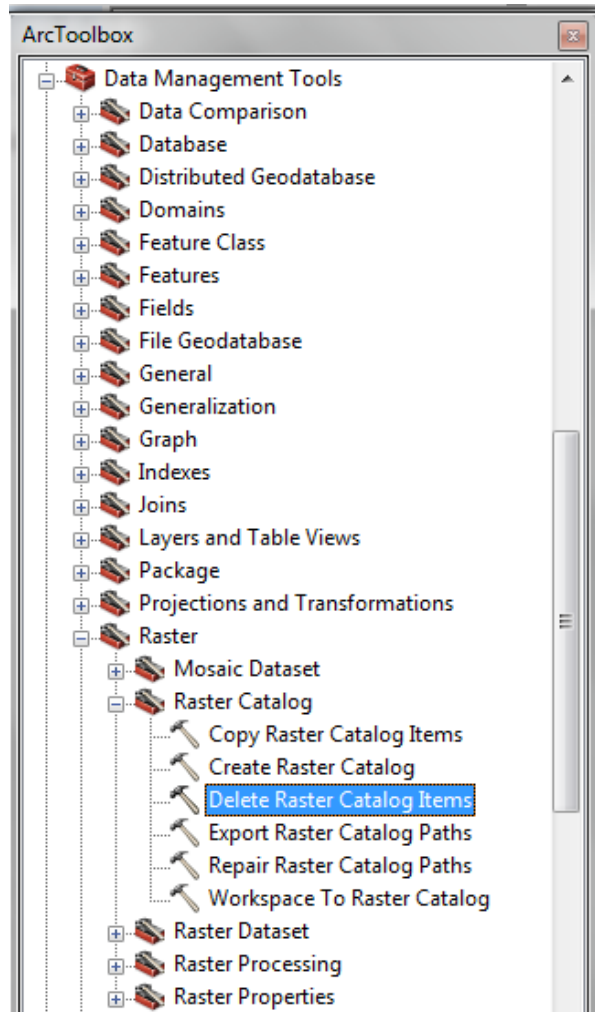 ArcToolbox
Data Management Tools
Data Comparison
Database
Distributed Geodatabase
Domains
Feature Class
Features
Fields
File Geodatabase
General
Generalization
Graph
Indexes
Joins
Layers and Table Views
Package
Projections and Transformations
Raster
Mosaic Dataset
Raster Catalog
Copy Raster Catalog Items
Create Raster Catalog
Delete Raster Catalog Items
Export Raster Catalog Paths
Repair Raster Catalog Paths
Workspace To Raster Catalog
Raster Dataset
Raster Processing
Raster Properties